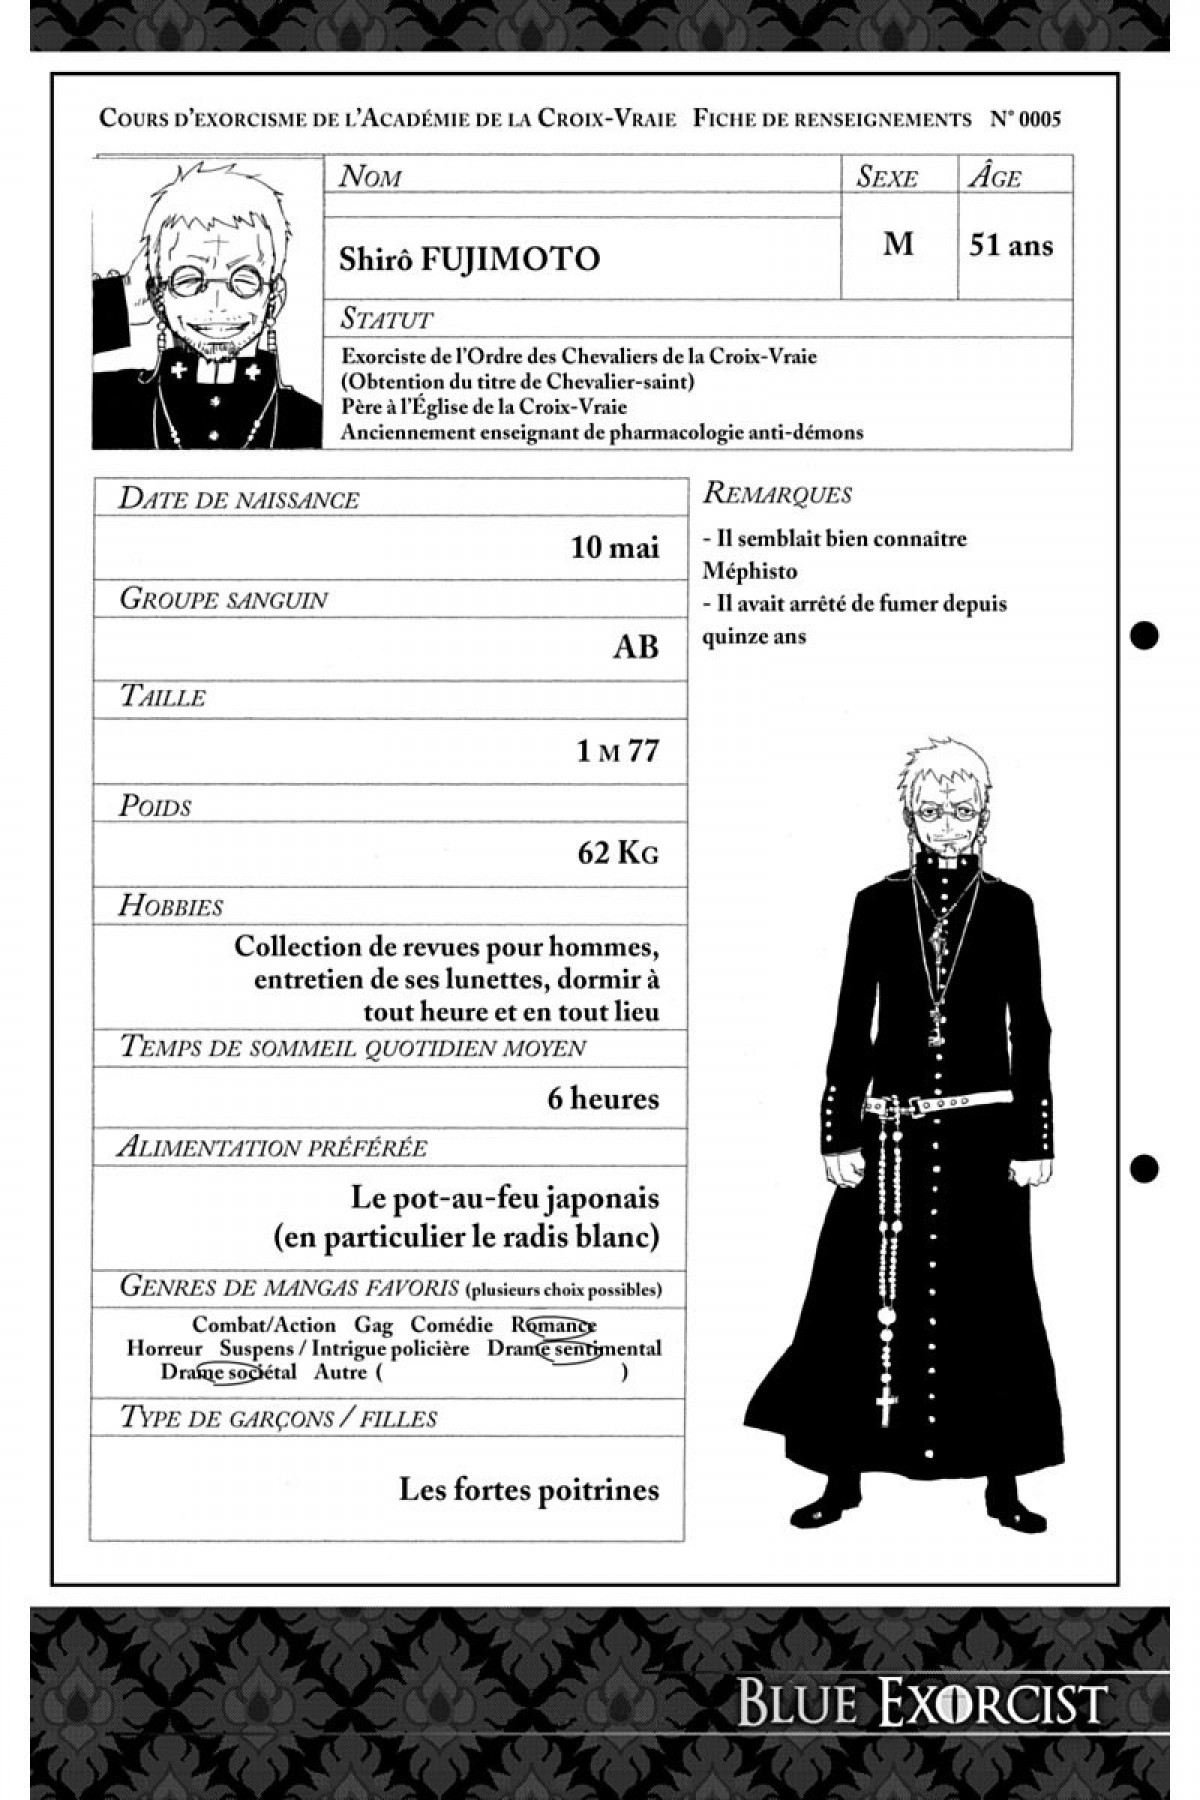 COURS D'EXORCISME DE L'ACADÉMIE DE LA CROIX-VRAIE FICHE DE RENSEIGNEMENTS N° 0005
NOM SEXE ÂGE
Shirô FUJIMOTO M 51 ans
STATUT
Exorciste de l'Ordre des Chevaliers de la Croix-Vraie
(Obtention du titre de Chevalier-saint)
Père à l'Église de la Croix-Vraie
Anciennement enseignant de pharmacologie anti-démons
DATE DE NAISSANCE
10 mai
GROUPE SANGUIN
AB
TAILLE
1 M 77
POIDS
62 KG
HOBBIES
Collection de revues pour hommes,
entretien de ses lunettes, dormir à
tout heure et en tout lieu
TEMPS DE SOMMEIL QUOTIDIEN MOYEN
6 heures
ALIMENTATION PRÉFÉRÉE
Le pot-au-feu japonais
(en particulier le radis blanc)
GENRES DE MANGAS FAVORIS (plusieurs choix possibles)
Combat/Action Gag Comédie Romance
Horreur Suspens / Intrigue policière Drame sentimental
Drame sociétal Autre ( )
TYPE DE GARÇONS / FILLES
Les fortes poitrines
REMARQUES
- Il semblait bien connaître
Méphisto
- Il avait arrêté de fumer depuis
quinze ans
BLUE EXORCIST